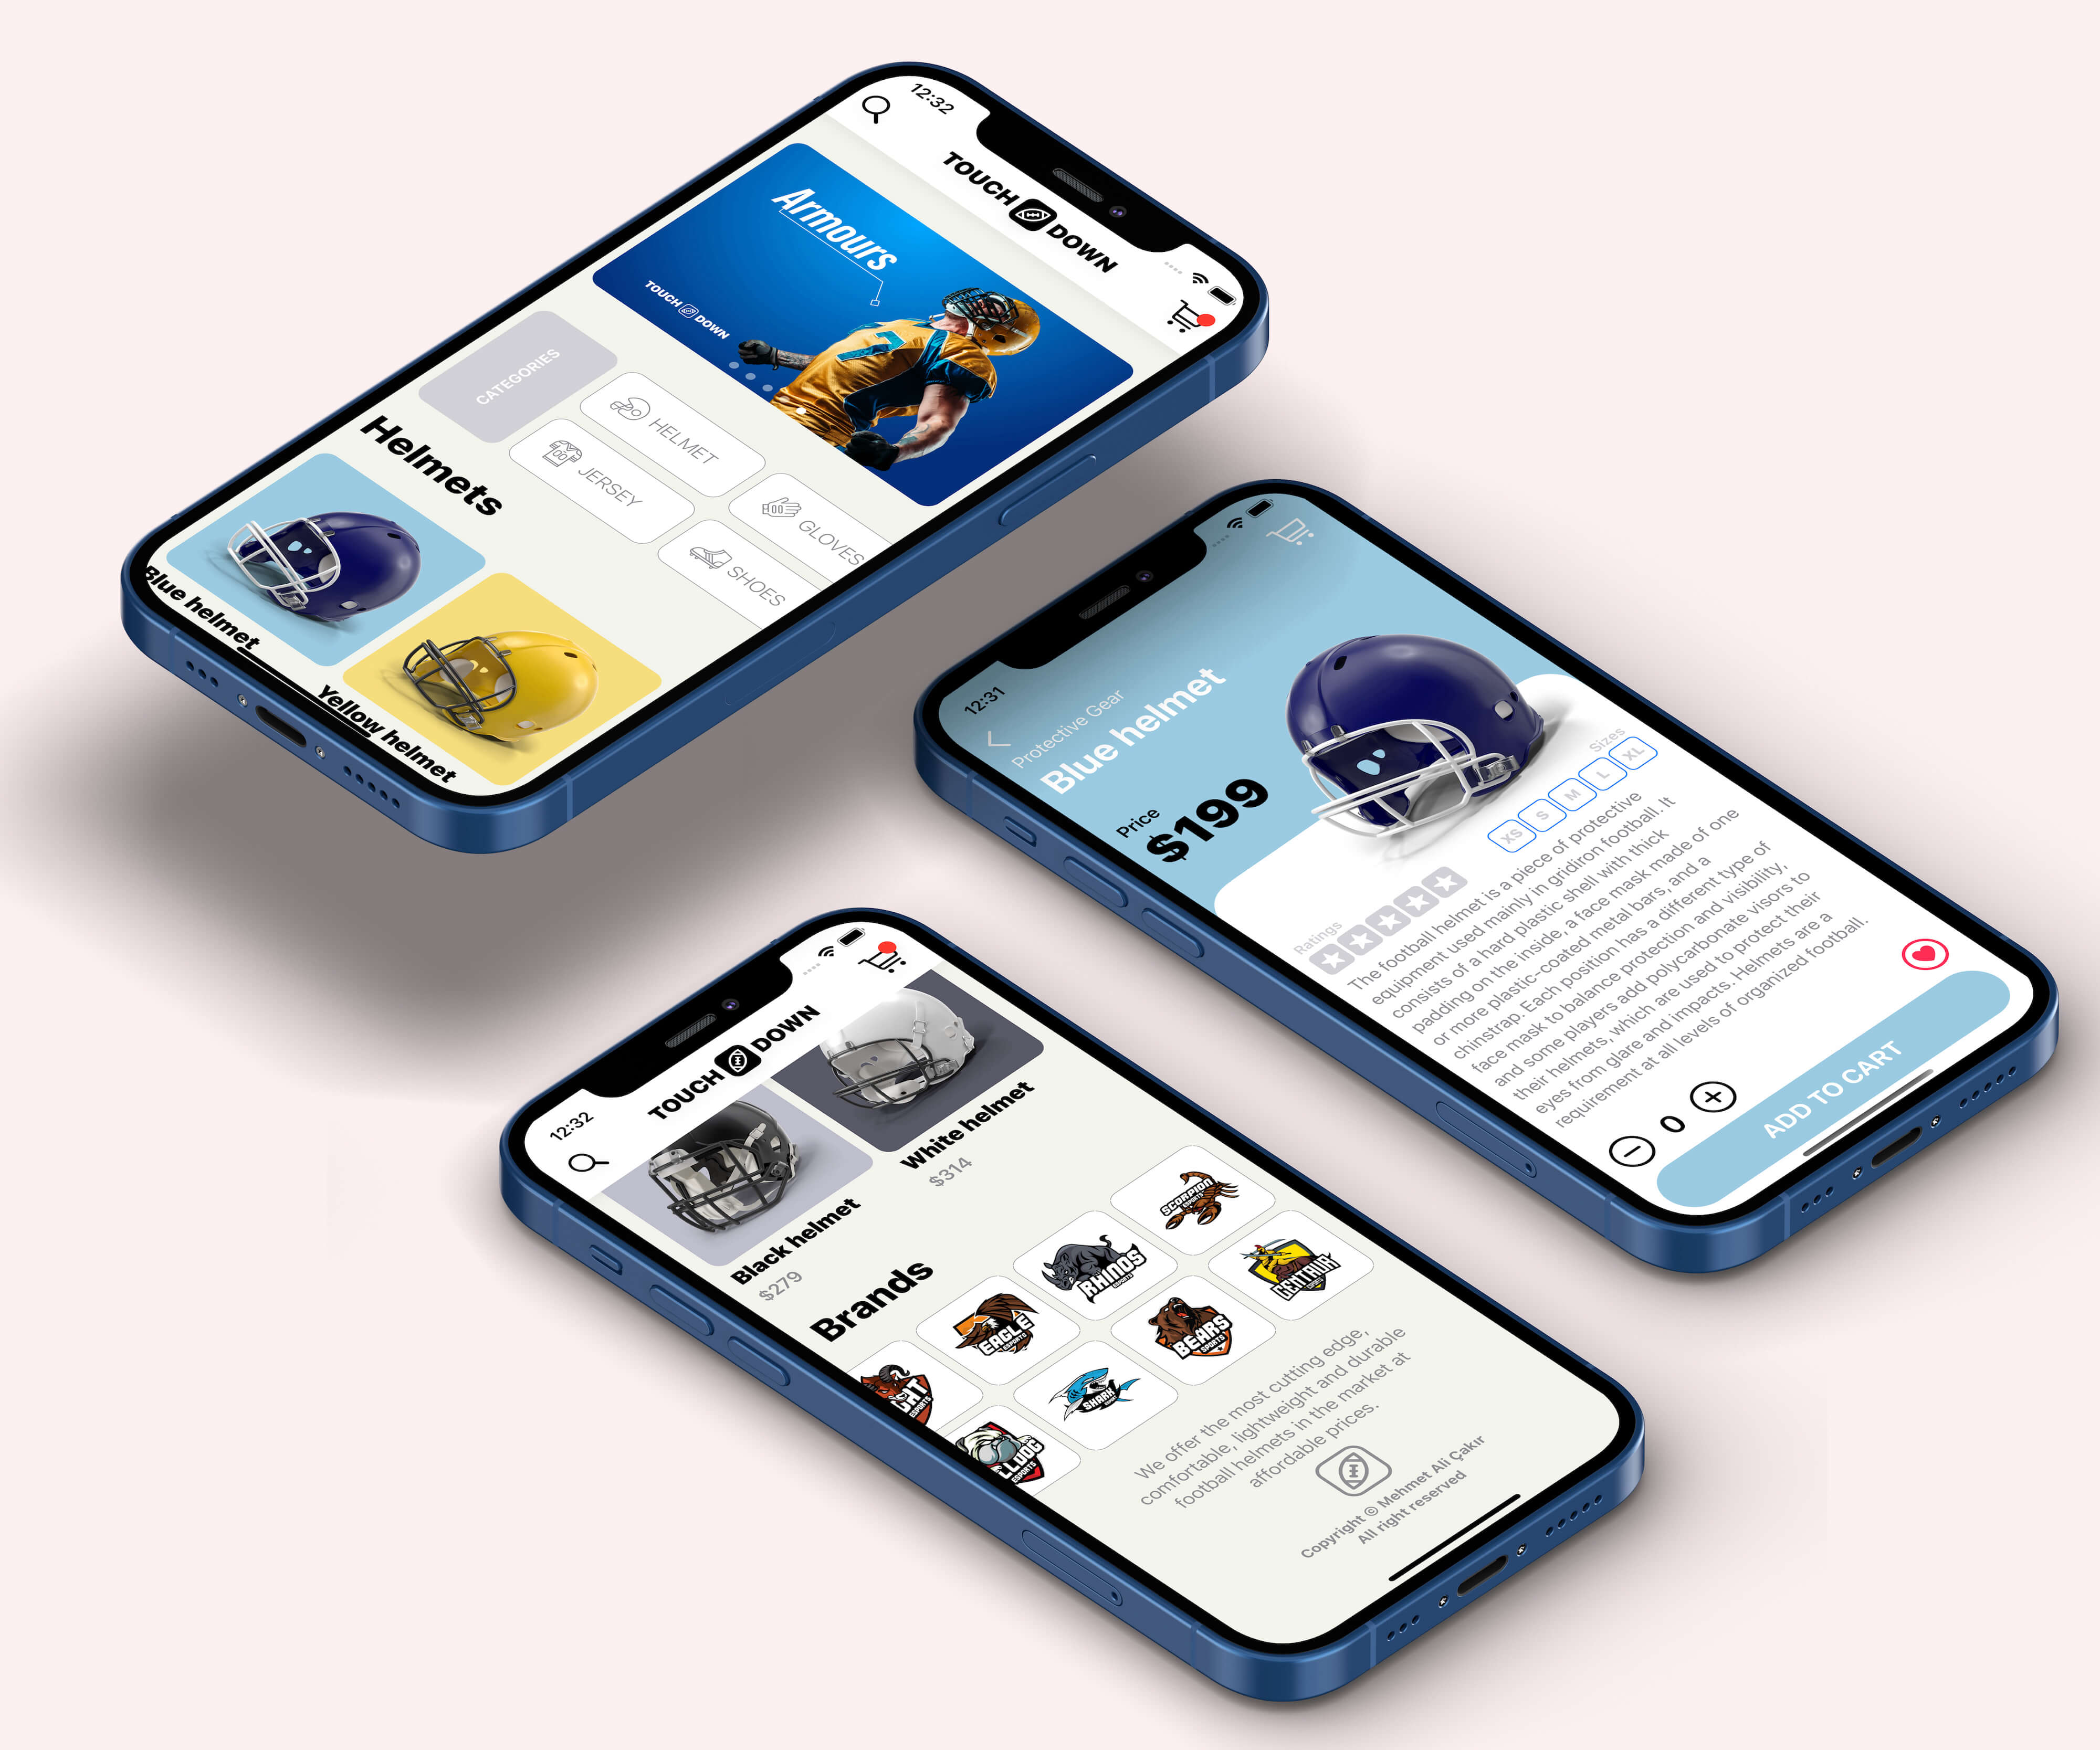 12:32
TOUCH DOWN
Armours
TOUCH DOWN
CATEGORIES
HELMET
GLOVES
JERSEY
SHOES
Helmets
Blue helmet
Yellow helmet
12:31
Protective Gear
Blue helmet
Price
$199
Sizes
XS
S
M
L
XL
Ratings
The football helmet is a piece of protective
equipment used mainly in gridiron football. It
consists of a hard plastic shell with thick
padding on the inside, a face mask made of one
or more plastic-coated metal bars, and a
chinstrap. Each position has a different type of
face mask to balance protection and visibility,
and some players add polycarbonate visors to
their helmets, which are used to protect their
eyes from glare and impacts. Helmets are a
requirement at all levels of organized football.
0
ADD TO CART
12:32
TOUCH DOWN
Black helmet
$279
White helmet
$314
Brands
EAGLE
ESPORTS
RHINOS
ESPORTS
SCORPION
ESPORTS
ESPORTS
SHARK
BEARS
ESPORTS
CENTAUR
ESPORTS
We offer the most cutting edge,
comfortable, lightweight and durable
football helmets in the market at
affordable prices.
Copyright © Mehmet Ali Çakır
All right reserved